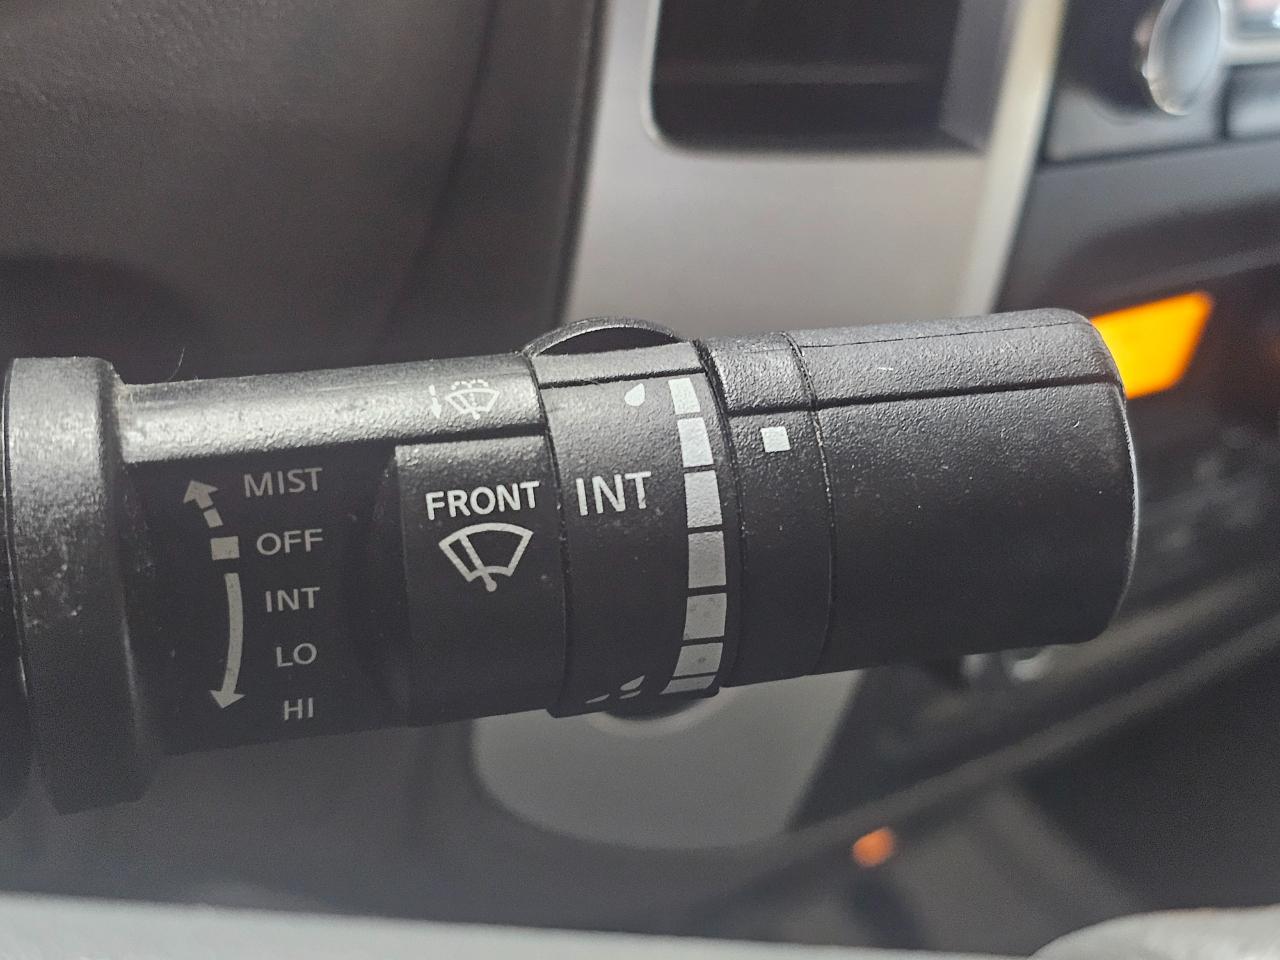 MIST
OFF
INT
LO
HI
FRONT
INT